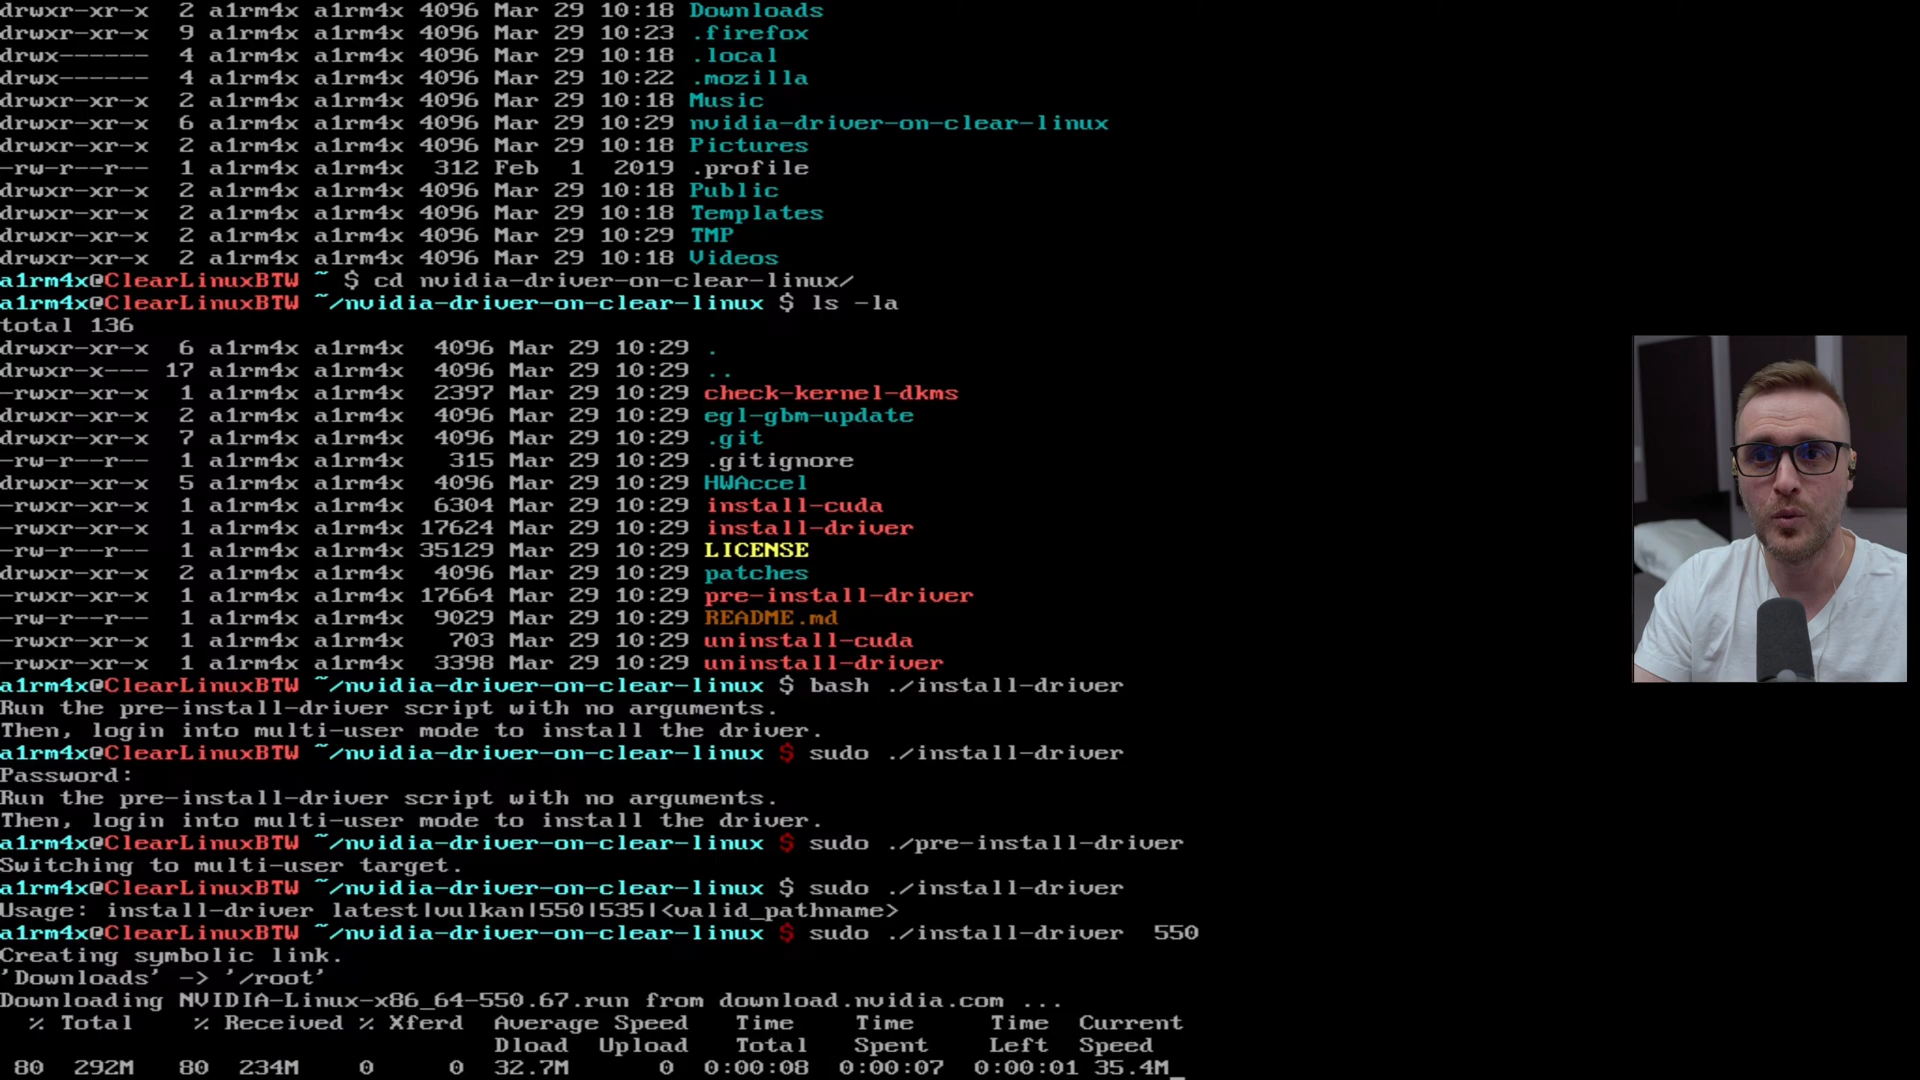 drwxr-xr-x  2 a1rm4x a1rm4x 4096 Mar 29 10:18 Downloads
drwxr-xr-x  9 a1rm4x a1rm4x 4096 Mar 29 10:23 .firefox
drwx------  4 a1rm4x a1rm4x 4096 Mar 29 10:18 .local
drwx------  4 a1rm4x a1rm4x 4096 Mar 29 10:22 .mozilla
drwxr-xr-x  2 a1rm4x a1rm4x 4096 Mar 29 10:18 Music
drwxr-xr-x  6 a1rm4x a1rm4x 4096 Mar 29 10:29 nvidia-driver-on-clear-linux
drwxr-xr-x  2 a1rm4x a1rm4x 4096 Mar 29 10:18 Pictures
-rw-r--r--  1 a1rm4x a1rm4x  312 Feb  1  2019 .profile
drwxr-xr-x  2 a1rm4x a1rm4x 4096 Mar 29 10:18 Public
drwxr-xr-x  2 a1rm4x a1rm4x 4096 Mar 29 10:18 Templates
drwxr-xr-x  2 a1rm4x a1rm4x 4096 Mar 29 10:29 TMP
drwxr-xr-x  2 a1rm4x a1rm4x 4096 Mar 29 10:18 Videos
a1rm4x@ClearLinuxBTW ~ $ cd nvidia-driver-on-clear-linux/
a1rm4x@ClearLinuxBTW ~/nvidia-driver-on-clear-linux $ ls -la
total 136
drwxr-xr-x  6 a1rm4x a1rm4x  4096 Mar 29 10:29 .
drwxr-x--- 17 a1rm4x a1rm4x  4096 Mar 29 10:29 ..
-rwxr-xr-x  1 a1rm4x a1rm4x  2397 Mar 29 10:29 check-kernel-dkms
drwxr-xr-x  2 a1rm4x a1rm4x  4096 Mar 29 10:29 egl-gbm-update
drwxr-xr-x  7 a1rm4x a1rm4x  4096 Mar 29 10:29 .git
-rw-r--r--  1 a1rm4x a1rm4x   315 Mar 29 10:29 .gitignore
drwxr-xr-x  5 a1rm4x a1rm4x  4096 Mar 29 10:29 HWAccel
-rwxr-xr-x  1 a1rm4x a1rm4x  6304 Mar 29 10:29 install-cuda
-rwxr-xr-x  1 a1rm4x a1rm4x 17624 Mar 29 10:29 install-driver
-rw-r--r--  1 a1rm4x a1rm4x 35129 Mar 29 10:29 LICENSE
drwxr-xr-x  2 a1rm4x a1rm4x  4096 Mar 29 10:29 patches
-rwxr-xr-x  1 a1rm4x a1rm4x 17664 Mar 29 10:29 pre-install-driver
-rw-r--r--  1 a1rm4x a1rm4x  9029 Mar 29 10:29 README.md
-rwxr-xr-x  1 a1rm4x a1rm4x   703 Mar 29 10:29 uninstall-cuda
-rwxr-xr-x  1 a1rm4x a1rm4x  3398 Mar 29 10:29 uninstall-driver
a1rm4x@ClearLinuxBTW ~/nvidia-driver-on-clear-linux $ bash ./install-driver
Run the pre-install-driver script with no arguments.
Then, login into multi-user mode to install the driver.
a1rm4x@ClearLinuxBTW ~/nvidia-driver-on-clear-linux $ sudo ./install-driver
Password:
Run the pre-install-driver script with no arguments.
Then, login into multi-user mode to install the driver.
a1rm4x@ClearLinuxBTW ~/nvidia-driver-on-clear-linux $ sudo ./pre-install-driver
Switching to multi-user target.
a1rm4x@ClearLinuxBTW ~/nvidia-driver-on-clear-linux $ sudo ./install-driver
Usage: install-driver latest|vulkan|550|535|<valid_pathname>
a1rm4x@ClearLinuxBTW ~/nvidia-driver-on-clear-linux $ sudo ./install-driver  550
Creating symbolic link.
'Downloads' -> '/root'
Downloading NVIDIA-Linux-x86_64-550.67.run from download.nvidia.com ...
  % Total    % Received % Xferd  Average Speed   Time    Time     Time  Current
                                 Dload  Upload   Total   Spent    Left  Speed
 80  292M   80  234M    0     0  32.7M      0  0:00:08  0:00:07  0:00:01 35.4M_